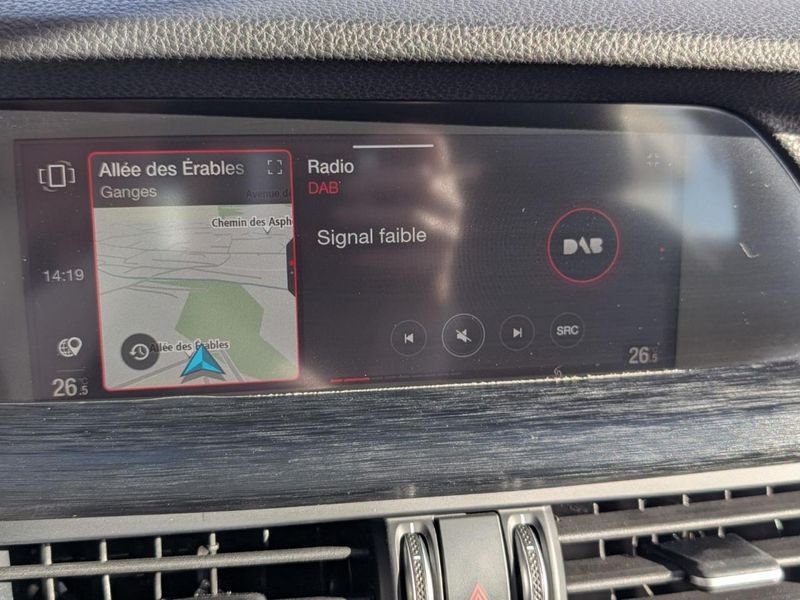 Allée des Érables
Ganges
Avenue d
Chemin des Asph
Allée des Érables
14:19
26.5
Radio
DAB
Signal faible
DAB
SRC
26.5